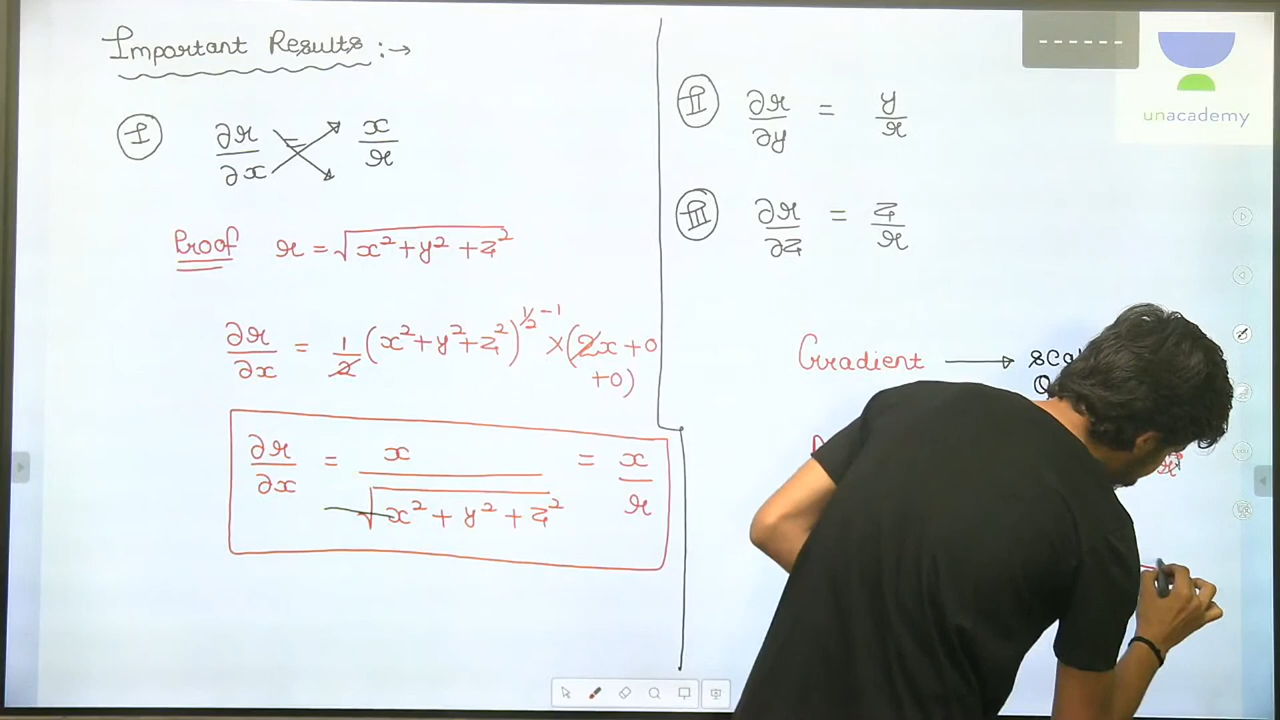 Important Results :→
I ∂r/∂x x/r
Proof r = √x²+y²+z²
∂r/∂x = 1/2 (x²+y²+z²)^1/2-1 × (2x+0
+0)
∂r/∂x = x/√x²+y²+z² = x/r
II ∂r/∂y = y/r
III ∂r/∂z = z/r
Gradient →
unacademy